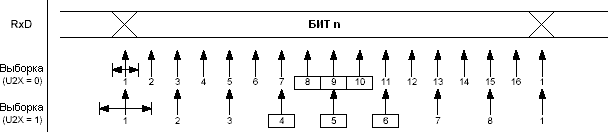 RxD
БИТ n
Выборка
(U2X = 0)
1 2 3 4 5 6 7 8 9 10 11 12 13 14 15 16 1
Выборка
(U2X = 1)
1 2 3 4 5 6 7 8 1